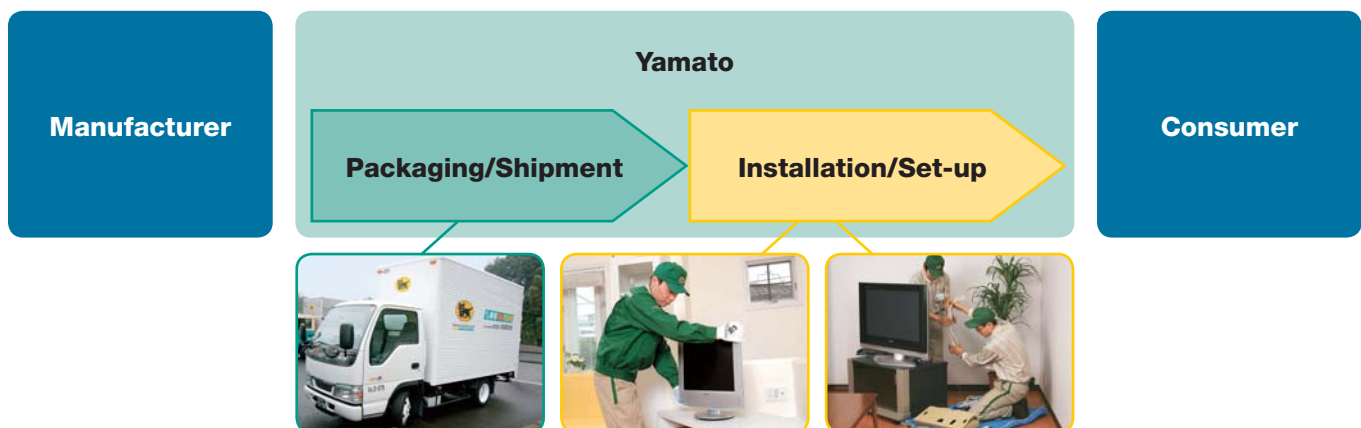 Manufacturer
Yamato
Packaging/Shipment
Installation/Set-up
Consumer